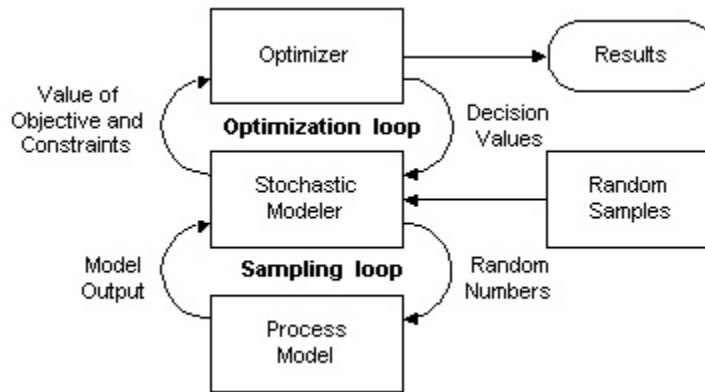 Optimizer
Results
Value of
Objective and
Constraints
Optimization loop
Decision
Values
Stochastic
Modeler
Random
Samples
Model
Output
Sampling loop
Random
Numbers
Process
Model